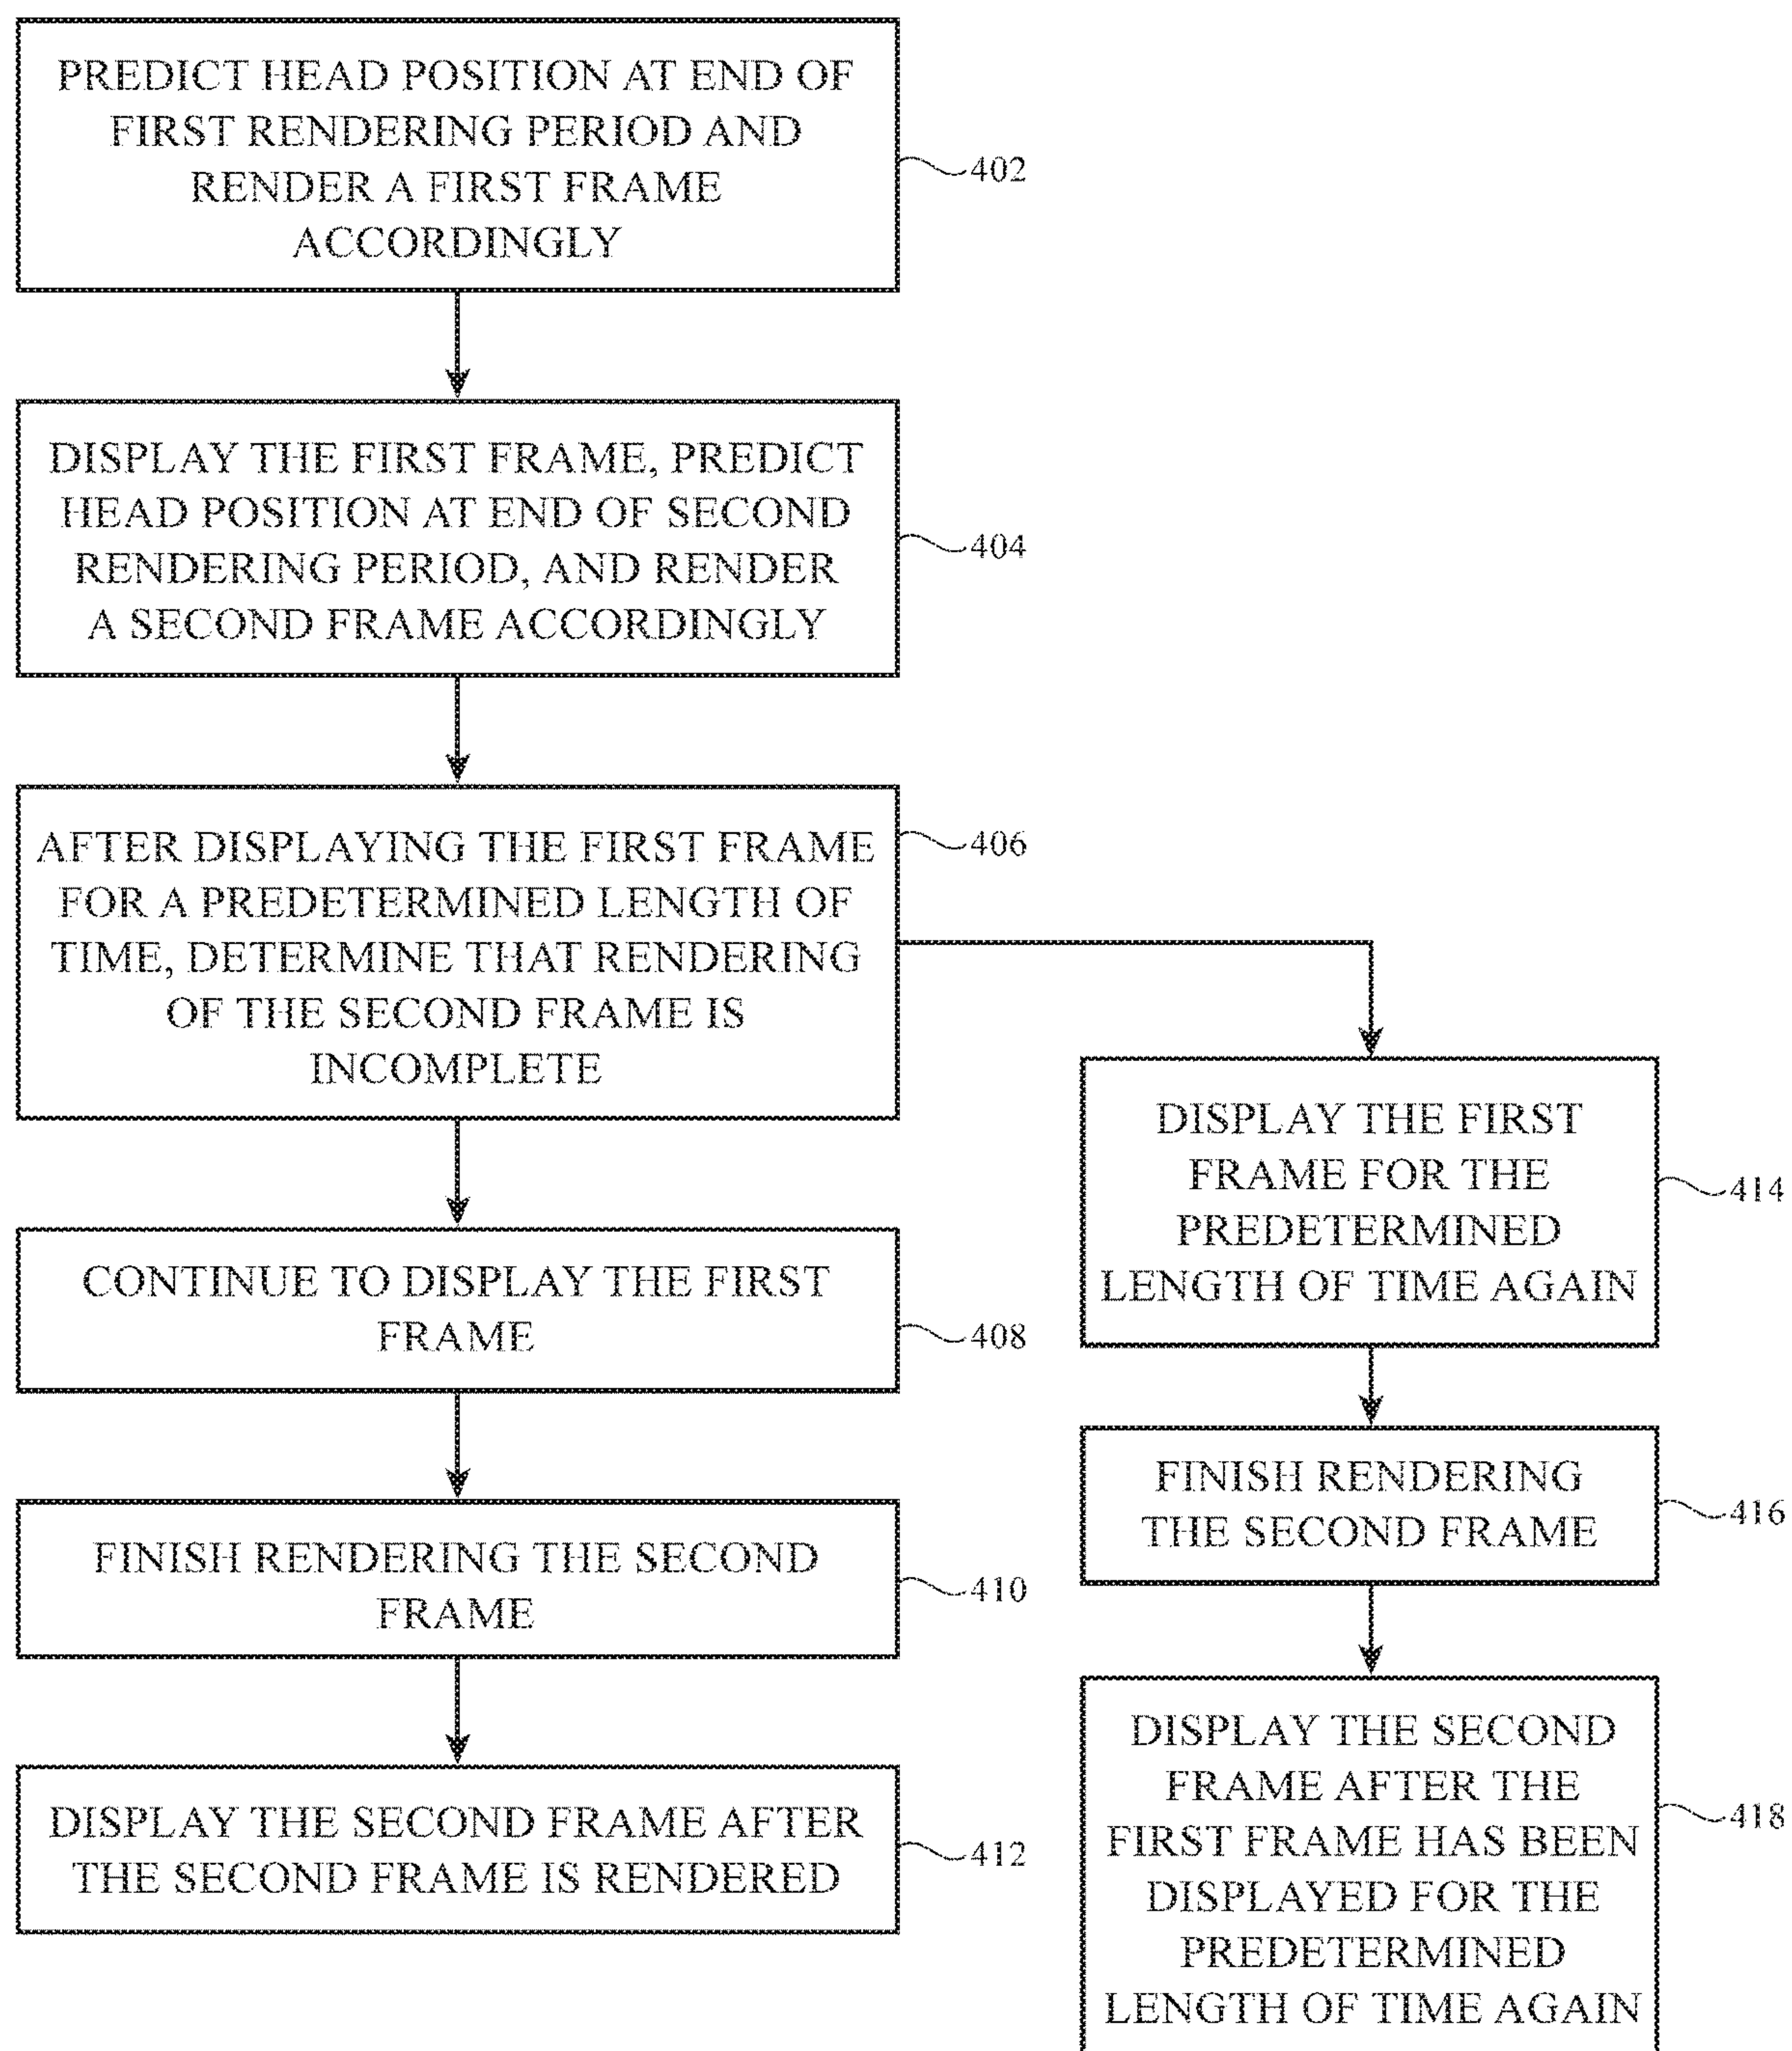 PREDICT HEAD POSITION AT END OF
FIRST RENDERING PERIOD AND
RENDER A FIRST FRAME
ACCORDINGLY
402
DISPLAY THE FIRST FRAME, PREDICT
HEAD POSITION AT END OF SECOND
RENDERING PERIOD, AND RENDER
A SECOND FRAME ACCORDINGLY
404
AFTER DISPLAYING THE FIRST FRAME
FOR A PREDETERMINED LENGTH OF
TIME, DETERMINE THAT RENDERING
OF THE SECOND FRAME IS
INCOMPLETE
406
CONTINUE TO DISPLAY THE FIRST
FRAME
408
FINISH RENDERING THE SECOND
FRAME
410
DISPLAY THE SECOND FRAME AFTER
THE SECOND FRAME IS RENDERED
412
DISPLAY THE FIRST
FRAME FOR THE
PREDETERMINED
LENGTH OF TIME AGAIN
414
FINISH RENDERING
THE SECOND FRAME
416
DISPLAY THE SECOND
FRAME AFTER THE
FIRST FRAME HAS BEEN
DISPLAYED FOR THE
PREDETERMINED
LENGTH OF TIME AGAIN
418